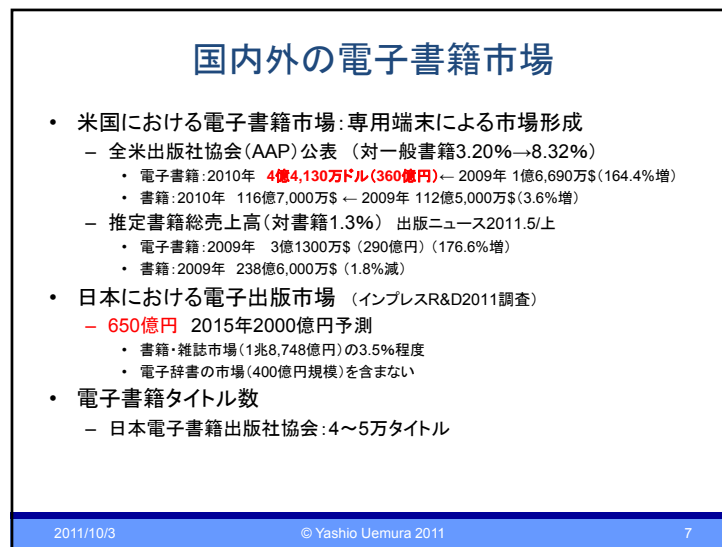 国内外の電子書籍市場
• 米国における電子書籍市場：専用端末による市場形成
– 全米出版社協会（AAP）公表 （対一般書籍3.20%→8.32%）
• 電子書籍：2010年 4億4,130万ドル（360億円）← 2009年 1億6,690万$（164.4%増）
• 書籍：2010年 116億7,000万$ ← 2009年 112億5,000万$（3.6%増）
– 推定書籍総売上高（対書籍1.3%） 出版ニュース2011.5/上
• 電子書籍：2009年 3億1300万$ （290億円） （176.6%増）
• 書籍：2009年 238億6,000万$ （1.8%減）
• 日本における電子出版市場 （インプレスR&D2011調査）
– 650億円 2015年2000億円予測
• 書籍・雑誌市場（1兆8,748億円）の3.5%程度
• 電子辞書の市場（400億円規模）を含まない
• 電子書籍タイトル数
– 日本電子書籍出版社協会：4～5万タイトル
2011/10/3 © Yashio Uemura 2011 7